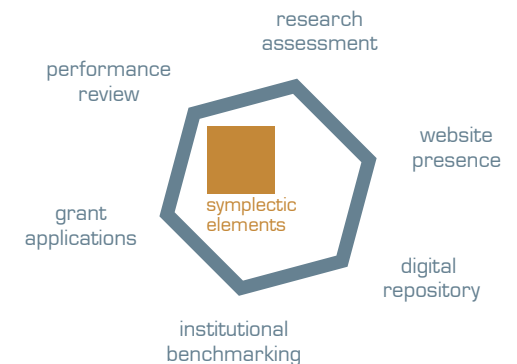 research
assessment
performance
review
website
presence
symplectic
elements
grant
applications
digital
repository
institutional
benchmarking